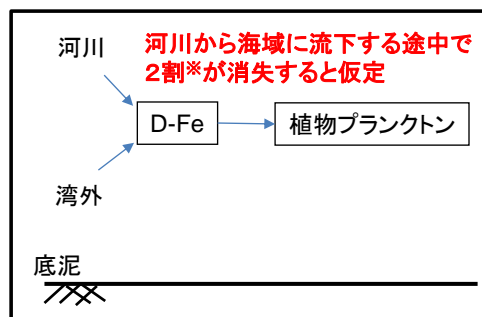 河川
河川から海域に流下する途中で
2割※が消失すると仮定
D-Fe
植物プランクトン
湾外
底泥